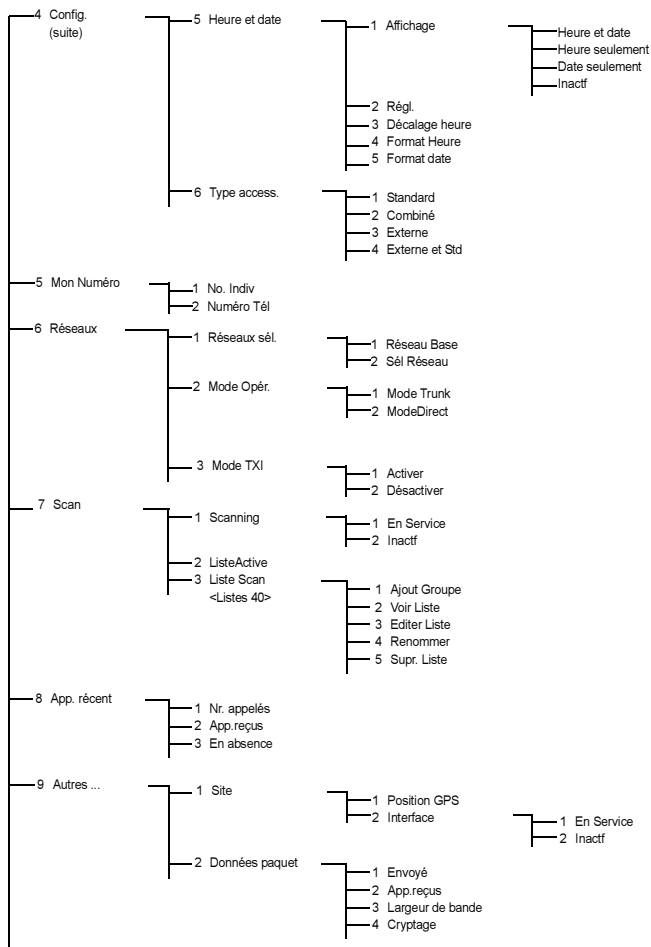 4 Config.
(suite)
5 Heure et date
1 Affichage
Heure et date
Heure seulement
Date seulement
Inactf
2 Régl.
3 Décalage heure
4 Format Heure
5 Format date
6 Type access.
1 Standard
2 Combiné
3 Externe
4 Externe et Std
5 Mon Numéro
1 No. Indiv
2 Numéro Tél
6 Réseaux
1 Réseaux sél.
1 Réseau Base
2 Sél Réseau
2 Mode Opér.
1 Mode Trunk
2 ModeDirect
3 Mode TXI
1 Activer
2 Désactiver
7 Scan
1 Scanning
1 En Service
2 Inactf
2 ListeActive
3 Liste Scan
<Listes 40>
1 Ajout Groupe
2 Voir Liste
3 Editer Liste
4 Renommer
5 Supr. Liste
8 App. récent
1 Nr. appelés
2 App.reçus
3 En absence
9 Autres ...
1 Site
1 Position GPS
2 Interface
1 En Service
2 Inactf
2 Données paquet
1 Envoyé
2 App.reçus
3 Largeur de bande
4 Cryptage